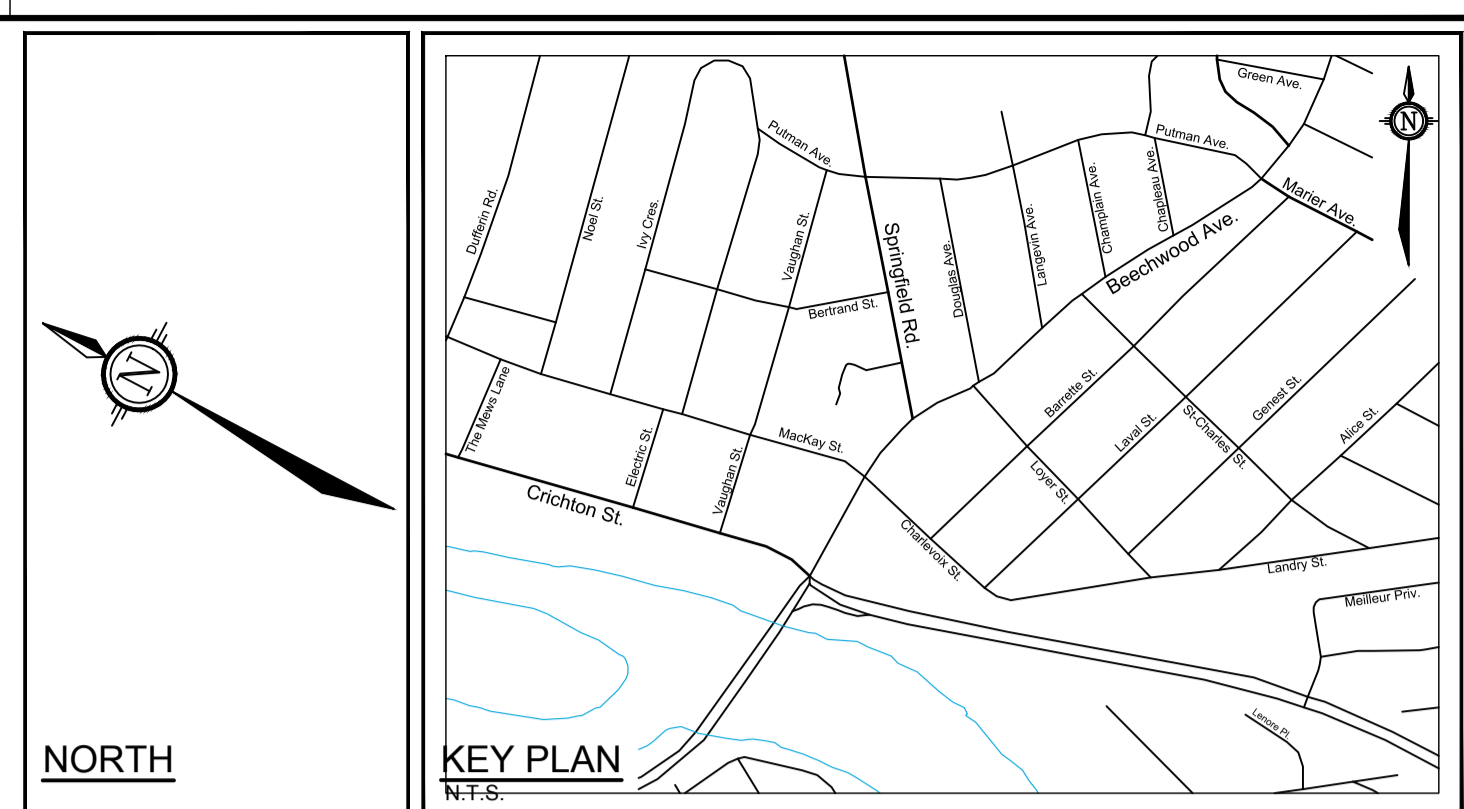 N
NORTH
Green Ave.
N
Putman Ave.
Putman Ave.
Marier Ave.
Dufferin Rd.
Noel St.
Ivy Cres.
Vaughan St.
Springfield Rd.
Douglas Ave.
Langevin Ave.
Champlain Ave.
Chapleau Ave.
Beechwood Ave.
Bertrand St.
The Mews Lane
Electric St.
Vaughan St.
MacKay St.
Barrette St.
Laval St.
St-Charles St.
Genest St.
Alice St.
Loyer St.
Crichton St.
Charlevoix St.
Landry St.
Meilleur Priv.
Lenore Pl.
KEY PLAN
N.T.S.